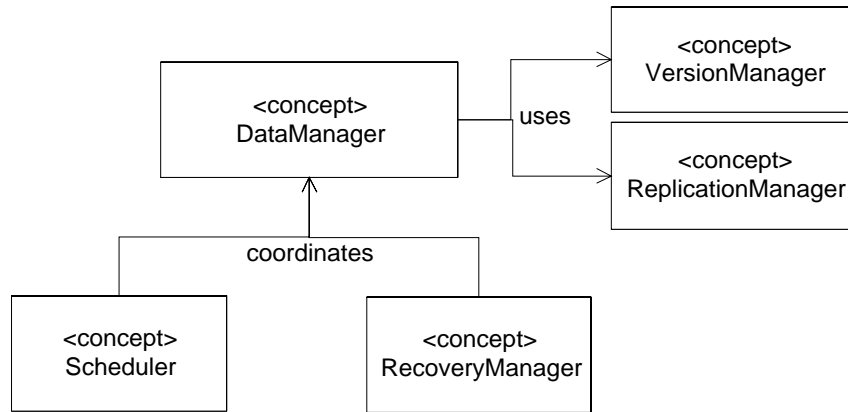 <concept>
VersionManager
<concept>
DataManager
uses
<concept>
ReplicationManager
coordinates
<concept>
Scheduler
<concept>
RecoveryManager